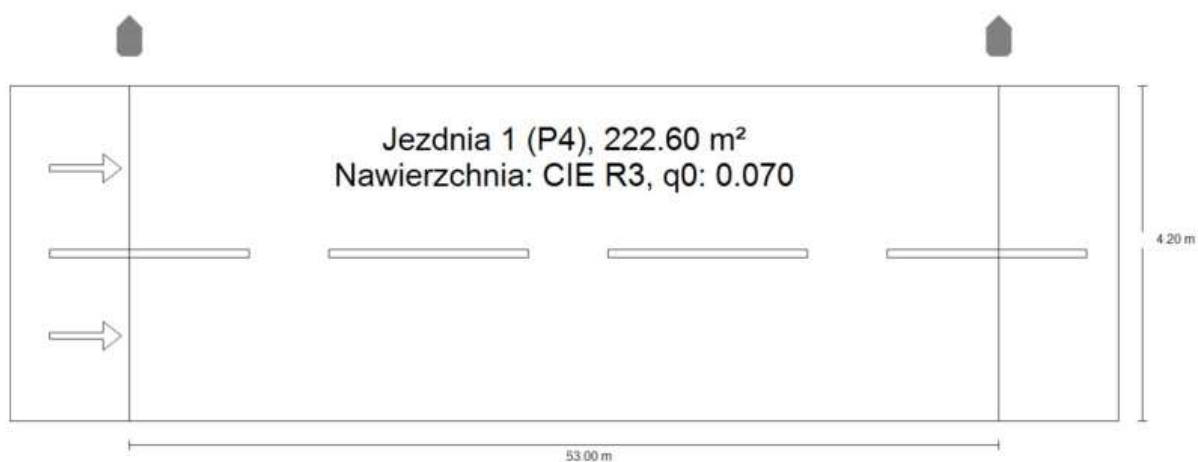 Jezdnia 1 (P4), 222.60 m²
Nawierzchnia: CIE R3, q0: 0.070
4.20 m
53.00 m